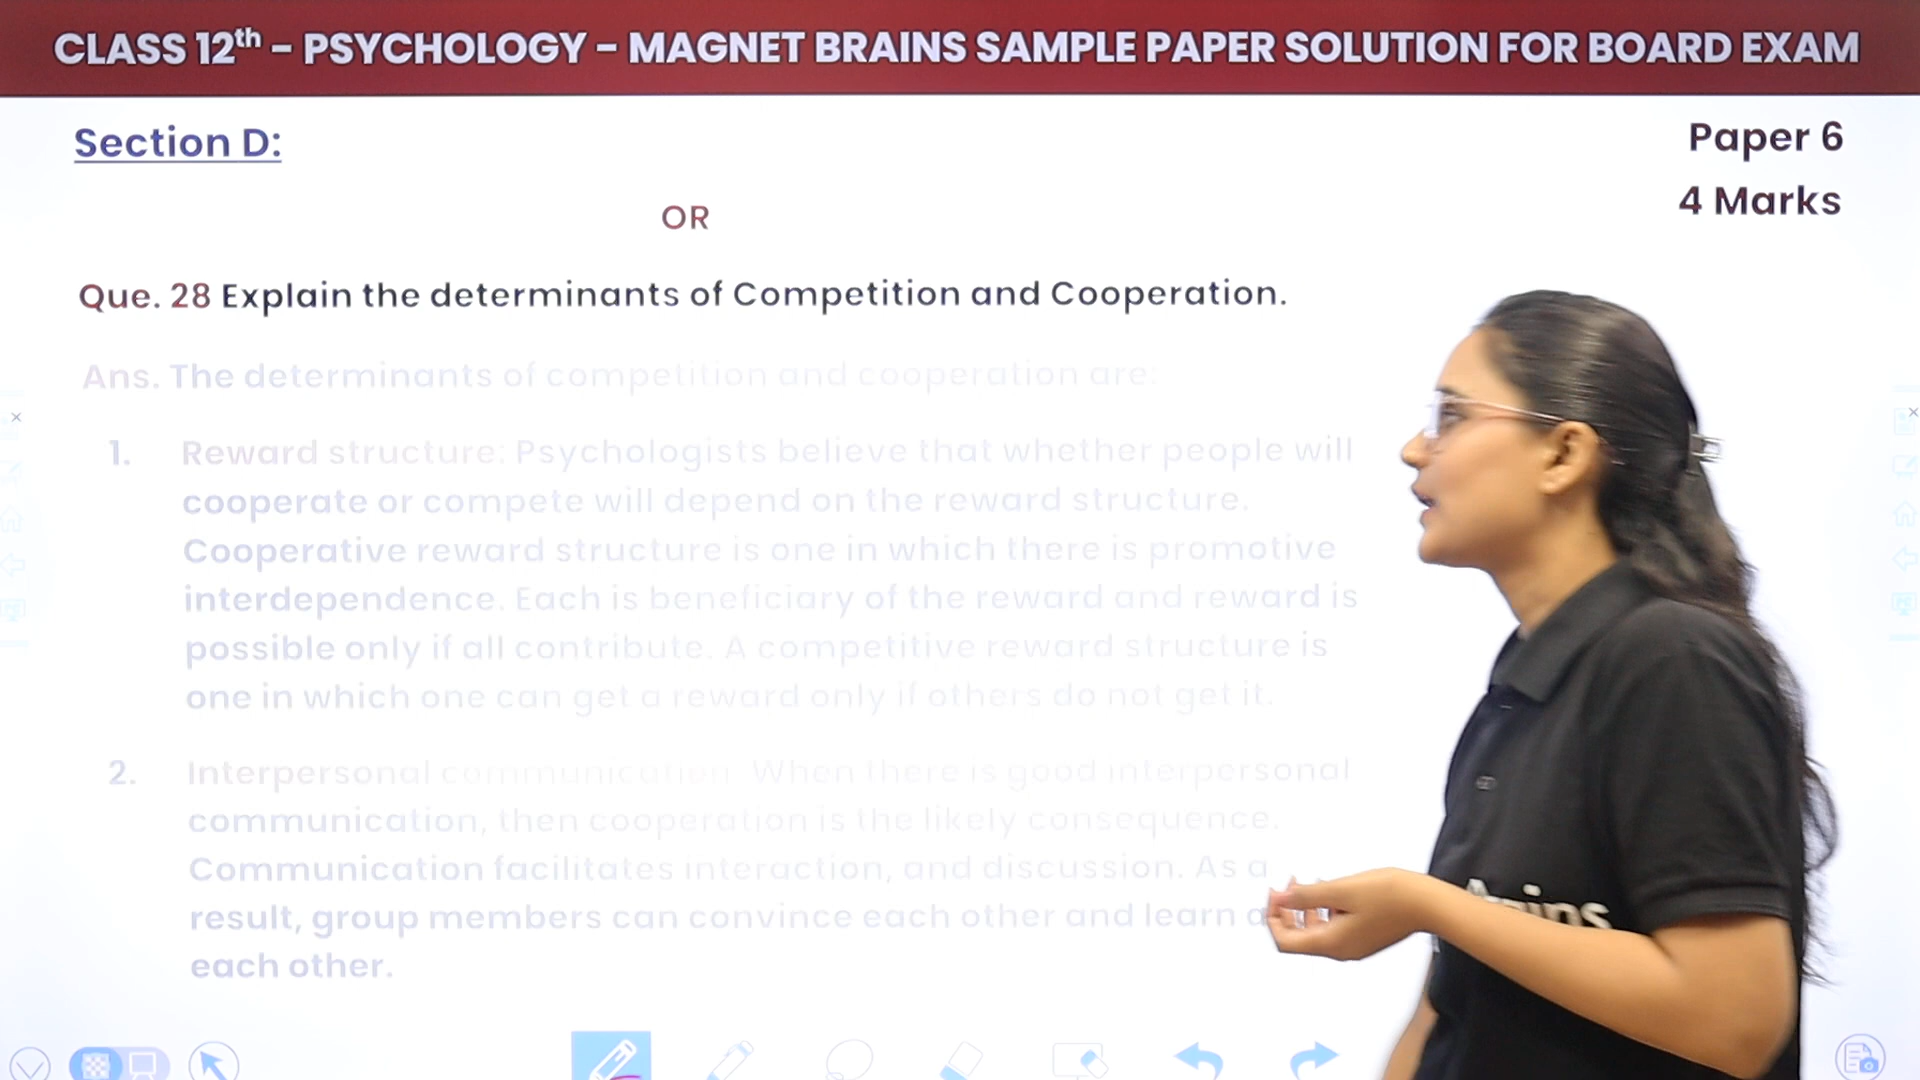 CLASS 12th – PSYCHOLOGY – MAGNET BRAINS SAMPLE PAPER SOLUTION FOR BOARD EXAM
Section D:
Paper 6
4 Marks
OR
Que. 28 Explain the determinants of Competition and Cooperation.
Ans. The determinants of competition and cooperation are:
1. Reward structure: Psychologists believe that whether people will
cooperate or compete will depend on the reward structure.
Cooperative reward structure is one in which there is promotive
interdependence. Each is beneficiary of the reward and reward is
possible only if all contribute. A competitive reward structure is
one in which one can get a reward only if others do not get it.
2. Interpersonal communication: When there is good interpersonal
communication, then cooperation is the likely consequence.
Communication facilitates interaction, and discussion. As a
result, group members can convince each other and learn a
each other.